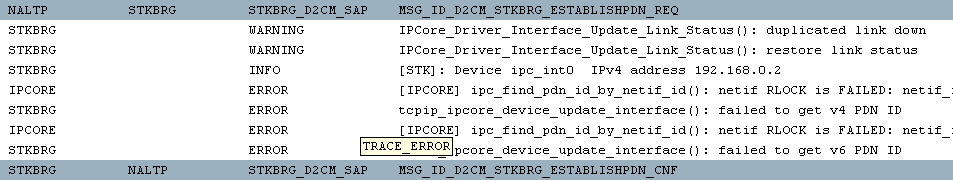 NALTP STKBRG STKBRG_D2CM_SAP MSG_ID_D2CM_STKBRG_ESTABLISHPDN_REQ
STKBRG WARNING IPCore_Driver_Interface_Update_Link_Status(): duplicated link down
STKBRG WARNING IPCore_Driver_Interface_Update_Link_Status(): restore link status
STKBRG INFO [STK]: Device ipc_int0 IPv4 address 192.168.0.2
IPCORE ERROR [IPCORE] ipc_find_pdn_id_by_netif_id(): netif RLOCK is FAILED: netif_
STKBRG ERROR tcpip_ipcore_device_update_interface(): failed to get v4 PDN ID
IPCORE ERROR [IPCORE] ipc_find_pdn_id_by_netif_id(): netif RLOCK is FAILED: netif_
STKBRG ERROR TRACE_ERROR _ipcore_device_update_interface(): failed to get v6 PDN ID
STKBRG NALTP STKBRG_D2CM_SAP MSG_ID_D2CM_STKBRG_ESTABLISHPDN_CNF